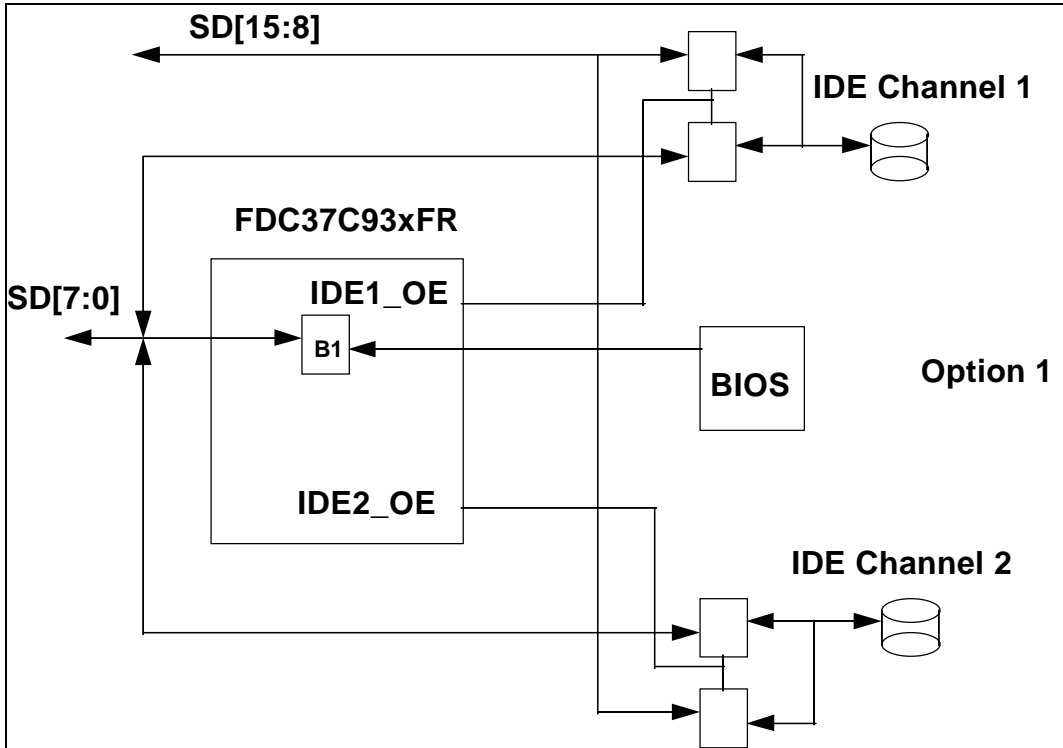 SD[15:8]
IDE Channel 1
FDC37C93xFR
IDE1_OE
SD[7:0]
B1
BIOS
Option 1
IDE2_OE
IDE Channel 2